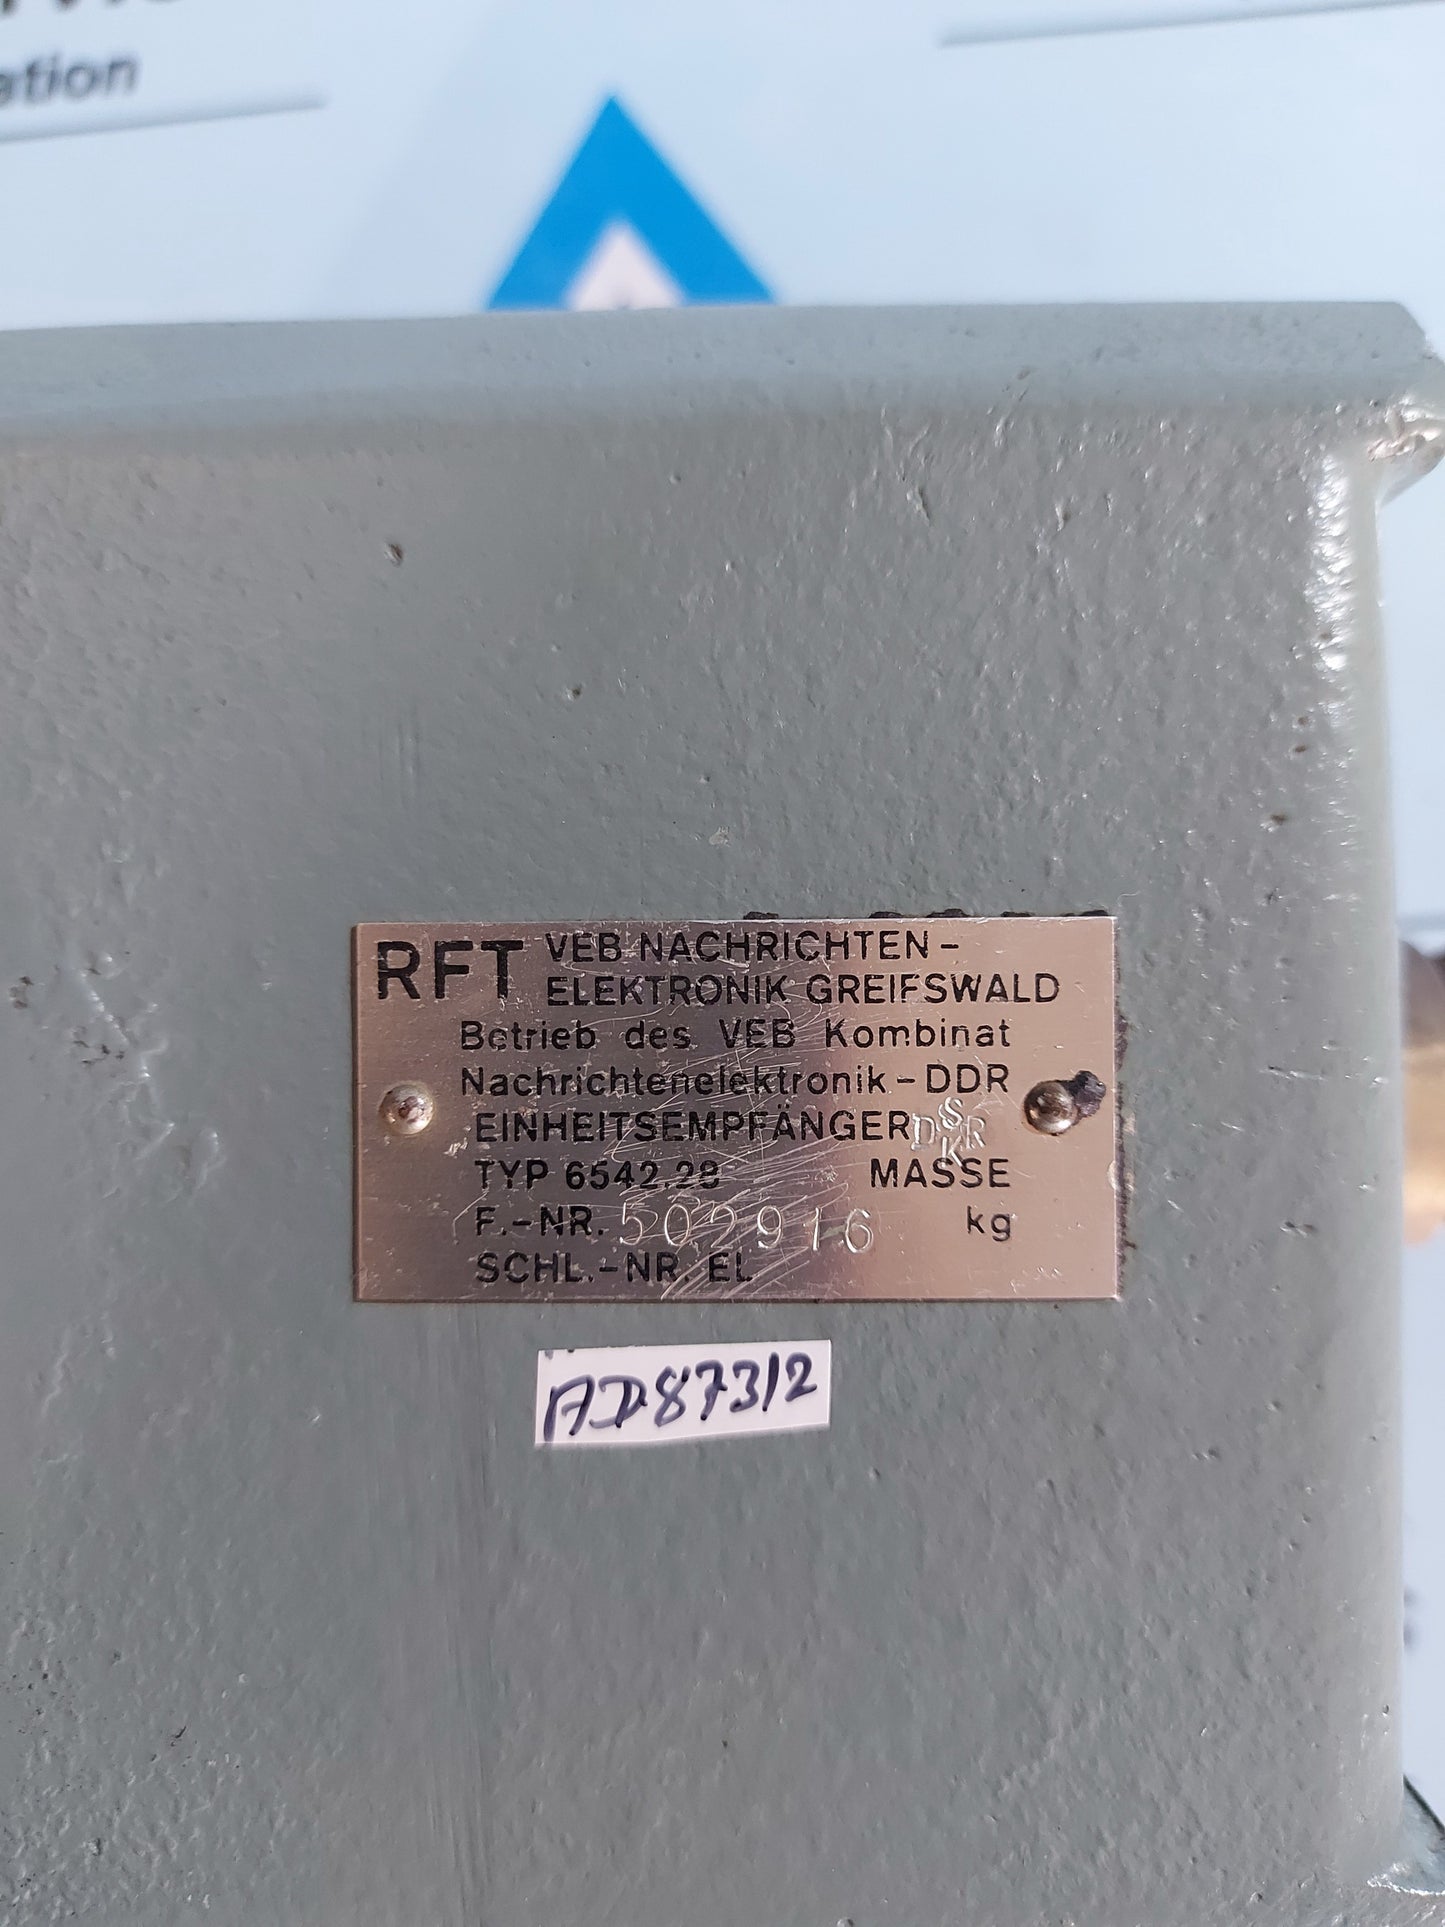 ation
RFT VEB NACHRICHTEN-
ELEKTRONIK GREIFSWALD
Betrieb des VEB Kombinat
Nachrichtenelektronik-DDR
EINHEITSEMPFÄNGER DSKR
TYP 6542.28 MASSE
F.-NR. 502916 kg
SCHL.-NR. EL
AD87312